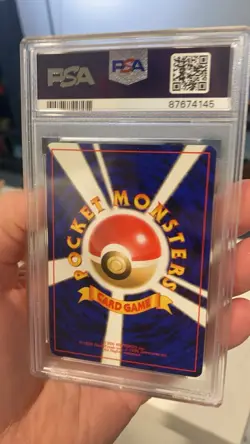 PSA
PSA
87674145
POCKET MONSTERS
CARD GAME